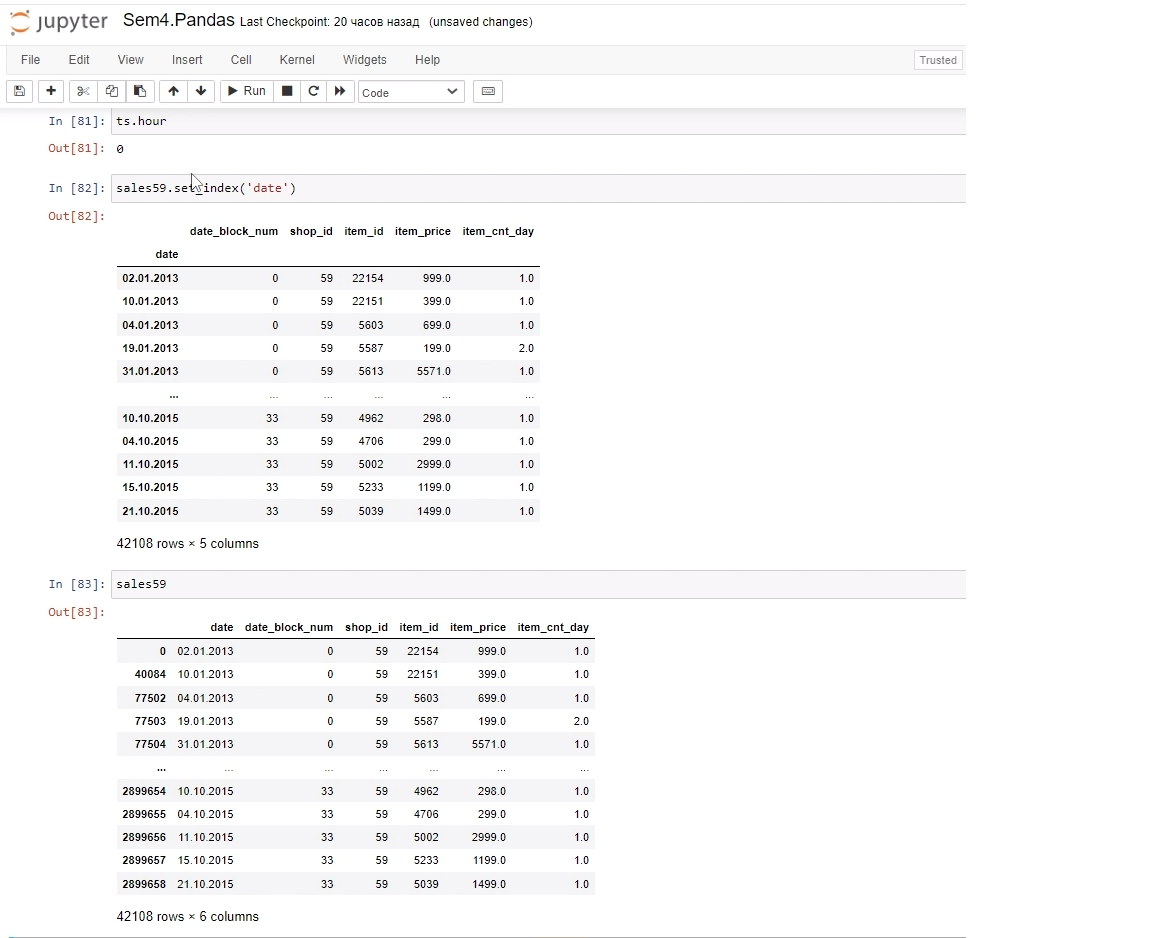 jupyter Sem4.Pandas Last Checkpoint: 20 часов назад (unsaved changes)
File Edit View Insert Cell Kernel Widgets Help Trusted
Run Code
In [81]: ts.hour
Out[81]: 0
In [82]: sales59.set_index('date')
Out[82]:
date_block_num shop_id item_id item_price item_cnt_day
date
02.01.2013 0 59 22154 999.0 1.0
10.01.2013 0 59 22151 399.0 1.0
04.01.2013 0 59 5603 699.0 1.0
19.01.2013 0 59 5587 199.0 2.0
31.01.2013 0 59 5613 5571.0 1.0
... ... ... ... ... ...
10.10.2015 33 59 4962 298.0 1.0
04.10.2015 33 59 4706 299.0 1.0
11.10.2015 33 59 5002 2999.0 1.0
15.10.2015 33 59 5233 1199.0 1.0
21.10.2015 33 59 5039 1499.0 1.0
42108 rows × 5 columns
In [83]: sales59
Out[83]:
date date_block_num shop_id item_id item_price item_cnt_day
0 02.01.2013 0 59 22154 999.0 1.0
40084 10.01.2013 0 59 22151 399.0 1.0
77502 04.01.2013 0 59 5603 699.0 1.0
77503 19.01.2013 0 59 5587 199.0 2.0
77504 31.01.2013 0 59 5613 5571.0 1.0
... ... ... ... ... ... ...
2899654 10.10.2015 33 59 4962 298.0 1.0
2899655 04.10.2015 33 59 4706 299.0 1.0
2899656 11.10.2015 33 59 5002 2999.0 1.0
2899657 15.10.2015 33 59 5233 1199.0 1.0
2899658 21.10.2015 33 59 5039 1499.0 1.0
42108 rows × 6 columns